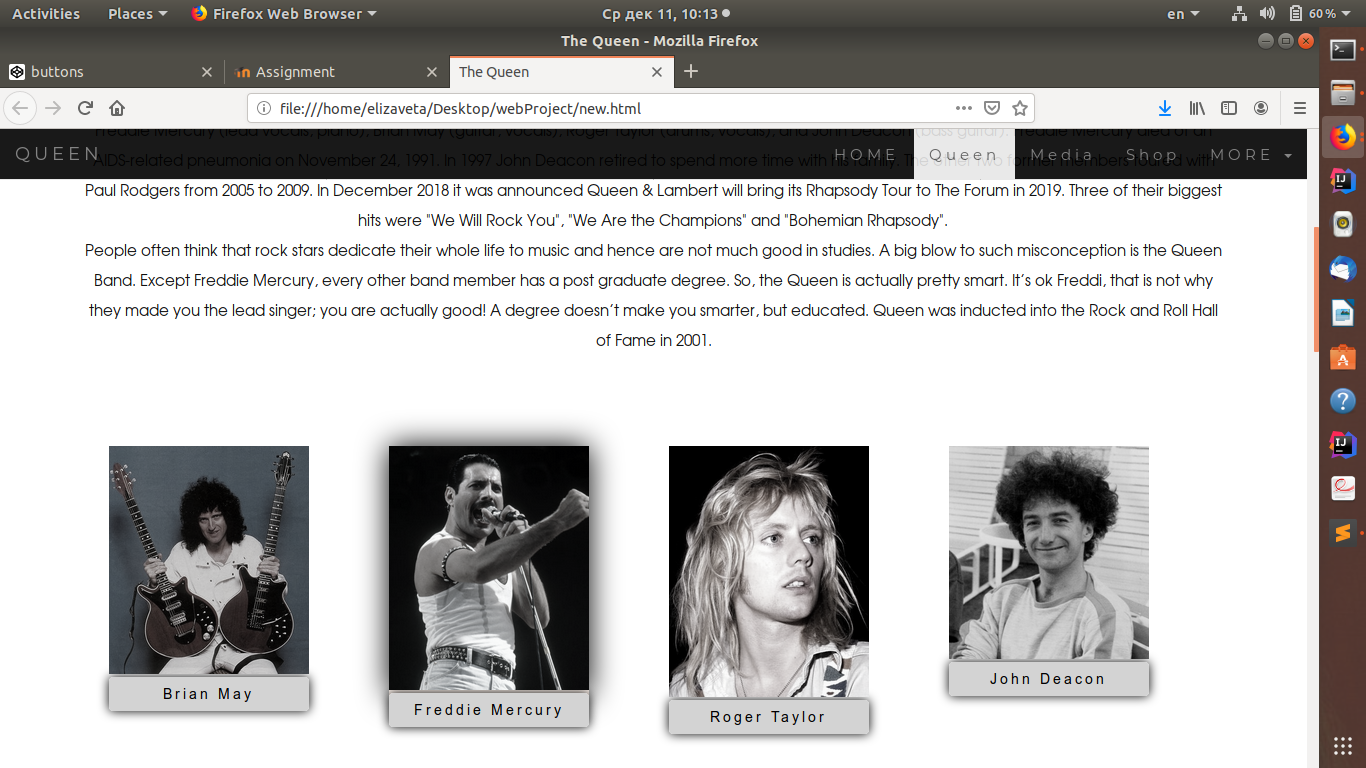 Activities Places Firefox Web Browser Ср дек 11, 10:13 en 60 %
The Queen - Mozilla Firefox
buttons Assignment The Queen
file:///home/elizaveta/Desktop/webProject/new.html
Freddie Mercury (lead vocals, piano), Brian May (guitar, vocals), Roger Taylor (drums, vocals), and John Deacon (bass guitar). Freddie Mercury died of an
QUEEN HOME Queen Media Shop MORE
AIDS-related pneumonia on November 24, 1991. In 1997 John Deacon retired to spend more time with his family. The other two former members toured with
Paul Rodgers from 2005 to 2009. In December 2018 it was announced Queen & Lambert will bring its Rhapsody Tour to The Forum in 2019. Three of their biggest
hits were "We Will Rock You", "We Are the Champions" and "Bohemian Rhapsody".
People often think that rock stars dedicate their whole life to music and hence are not much good in studies. A big blow to such misconception is the Queen
Band. Except Freddie Mercury, every other band member has a post graduate degree. So, the Queen is actually pretty smart. It’s ok Freddi, that is not why
they made you the lead singer; you are actually good! A degree doesn’t make you smarter, but educated. Queen was inducted into the Rock and Roll Hall
of Fame in 2001.
Brian May
Freddie Mercury
Roger Taylor
John Deacon